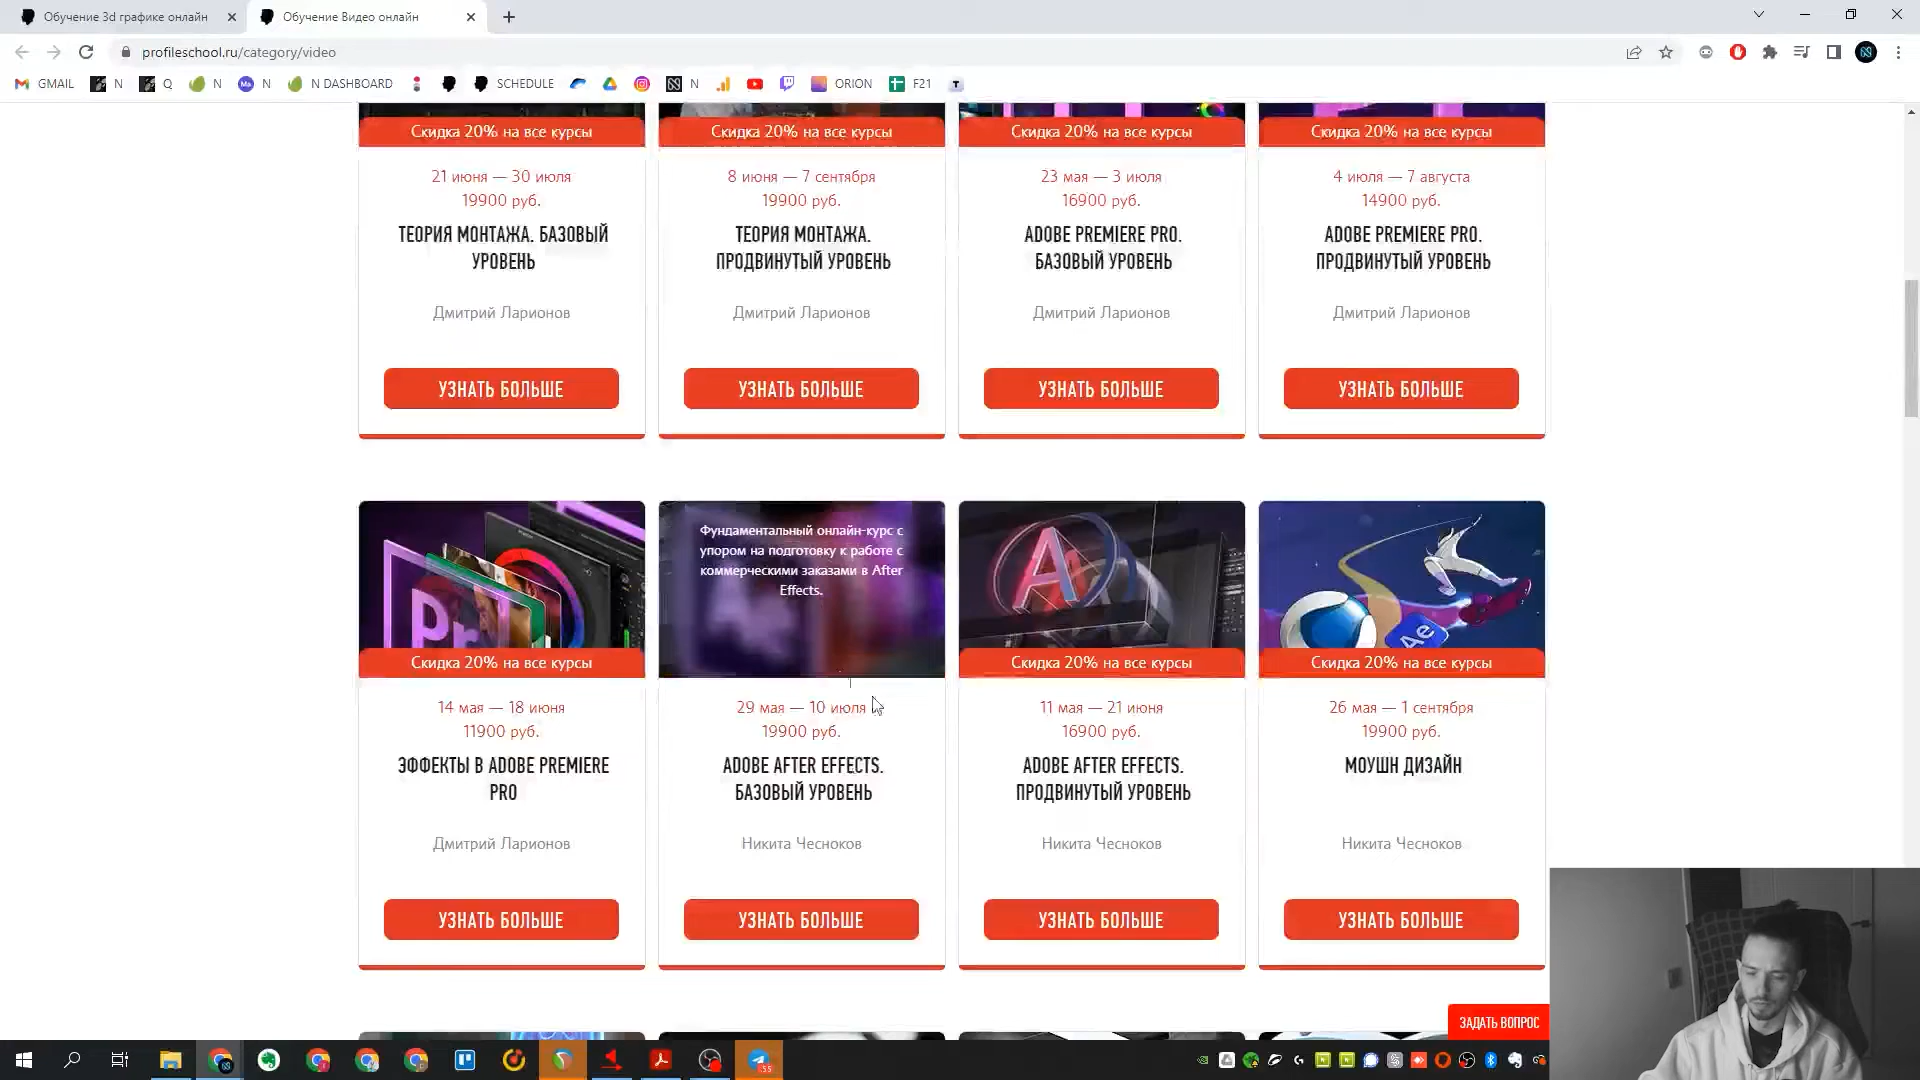 Обучение 3d графике онлайн
Обучение Видео онлайн
profileschool.ru/category/video
GMAIL N Q N N N DASHBOARD SCHEDULE N ORION F21
Скидка 20% на все курсы
21 июня — 30 июля
19900 руб.
ТЕОРИЯ МОНТАЖА. БАЗОВЫЙ
УРОВЕНЬ
Дмитрий Ларионов
УЗНАТЬ БОЛЬШЕ
Скидка 20% на все курсы
8 июня — 7 сентября
19900 руб.
ТЕОРИЯ МОНТАЖА.
ПРОДВИНУТЫЙ УРОВЕНЬ
Дмитрий Ларионов
УЗНАТЬ БОЛЬШЕ
Скидка 20% на все курсы
23 мая — 3 июля
16900 руб.
ADOBE PREMIERE PRO.
БАЗОВЫЙ УРОВЕНЬ
Дмитрий Ларионов
УЗНАТЬ БОЛЬШЕ
Скидка 20% на все курсы
4 июля — 7 августа
14900 руб.
ADOBE PREMIERE PRO.
ПРОДВИНУТЫЙ УРОВЕНЬ
Дмитрий Ларионов
УЗНАТЬ БОЛЬШЕ
Pr
Скидка 20% на все курсы
14 мая — 18 июня
11900 руб.
ЭФФЕКТЫ В ADOBE PREMIERE
PRO
Дмитрий Ларионов
УЗНАТЬ БОЛЬШЕ
Фундаментальный онлайн-курс с
упором на подготовку к работе с
коммерческими заказами в After
Effects.
29 мая — 10 июля
19900 руб.
ADOBE AFTER EFFECTS.
БАЗОВЫЙ УРОВЕНЬ
Никита Чесноков
УЗНАТЬ БОЛЬШЕ
Скидка 20% на все курсы
11 мая — 21 июня
16900 руб.
ADOBE AFTER EFFECTS.
ПРОДВИНУТЫЙ УРОВЕНЬ
Никита Чесноков
УЗНАТЬ БОЛЬШЕ
Ae
Скидка 20% на все курсы
26 мая — 1 сентября
19900 руб.
МОУШН ДИЗАЙН
Никита Чесноков
УЗНАТЬ БОЛЬШЕ
ЗАДАТЬ ВОПРОС